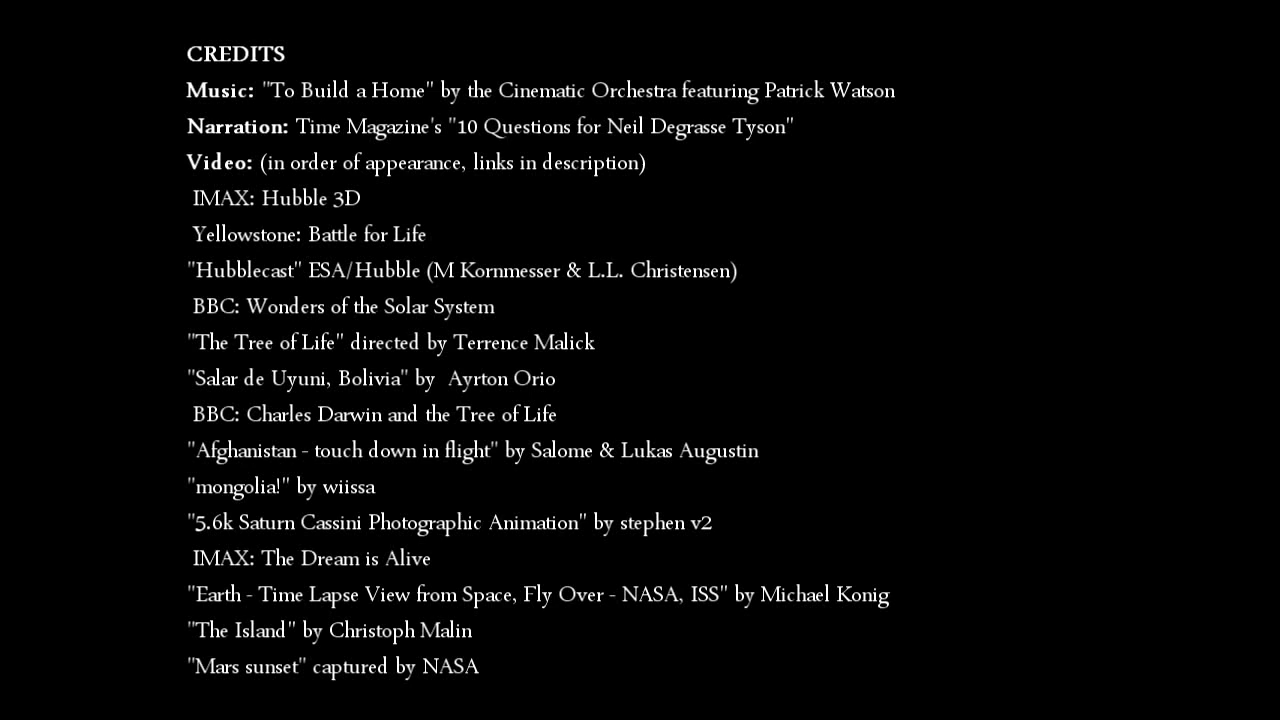 CREDITS
Music: "To Build a Home" by the Cinematic Orchestra featuring Patrick Watson
Narration: Time Magazine's "10 Questions for Neil Degrasse Tyson"
Video: (in order of appearance, links in description)
IMAX: Hubble 3D
Yellowstone: Battle for Life
"Hubblecast" ESA/Hubble (M Kornmesser & L.L. Christensen)
BBC: Wonders of the Solar System
"The Tree of Life" directed by Terrence Malick
"Salar de Uyuni, Bolivia" by  Ayrton Orio
BBC: Charles Darwin and the Tree of Life
"Afghanistan - touch down in flight" by Salome & Lukas Augustin
"mongolia!" by wiissa
"5.6k Saturn Cassini Photographic Animation" by stephen v2
IMAX: The Dream is Alive
"Earth - Time Lapse View from Space, Fly Over - NASA, ISS" by Michael Konig
"The Island" by Christoph Malin
"Mars sunset" captured by NASA